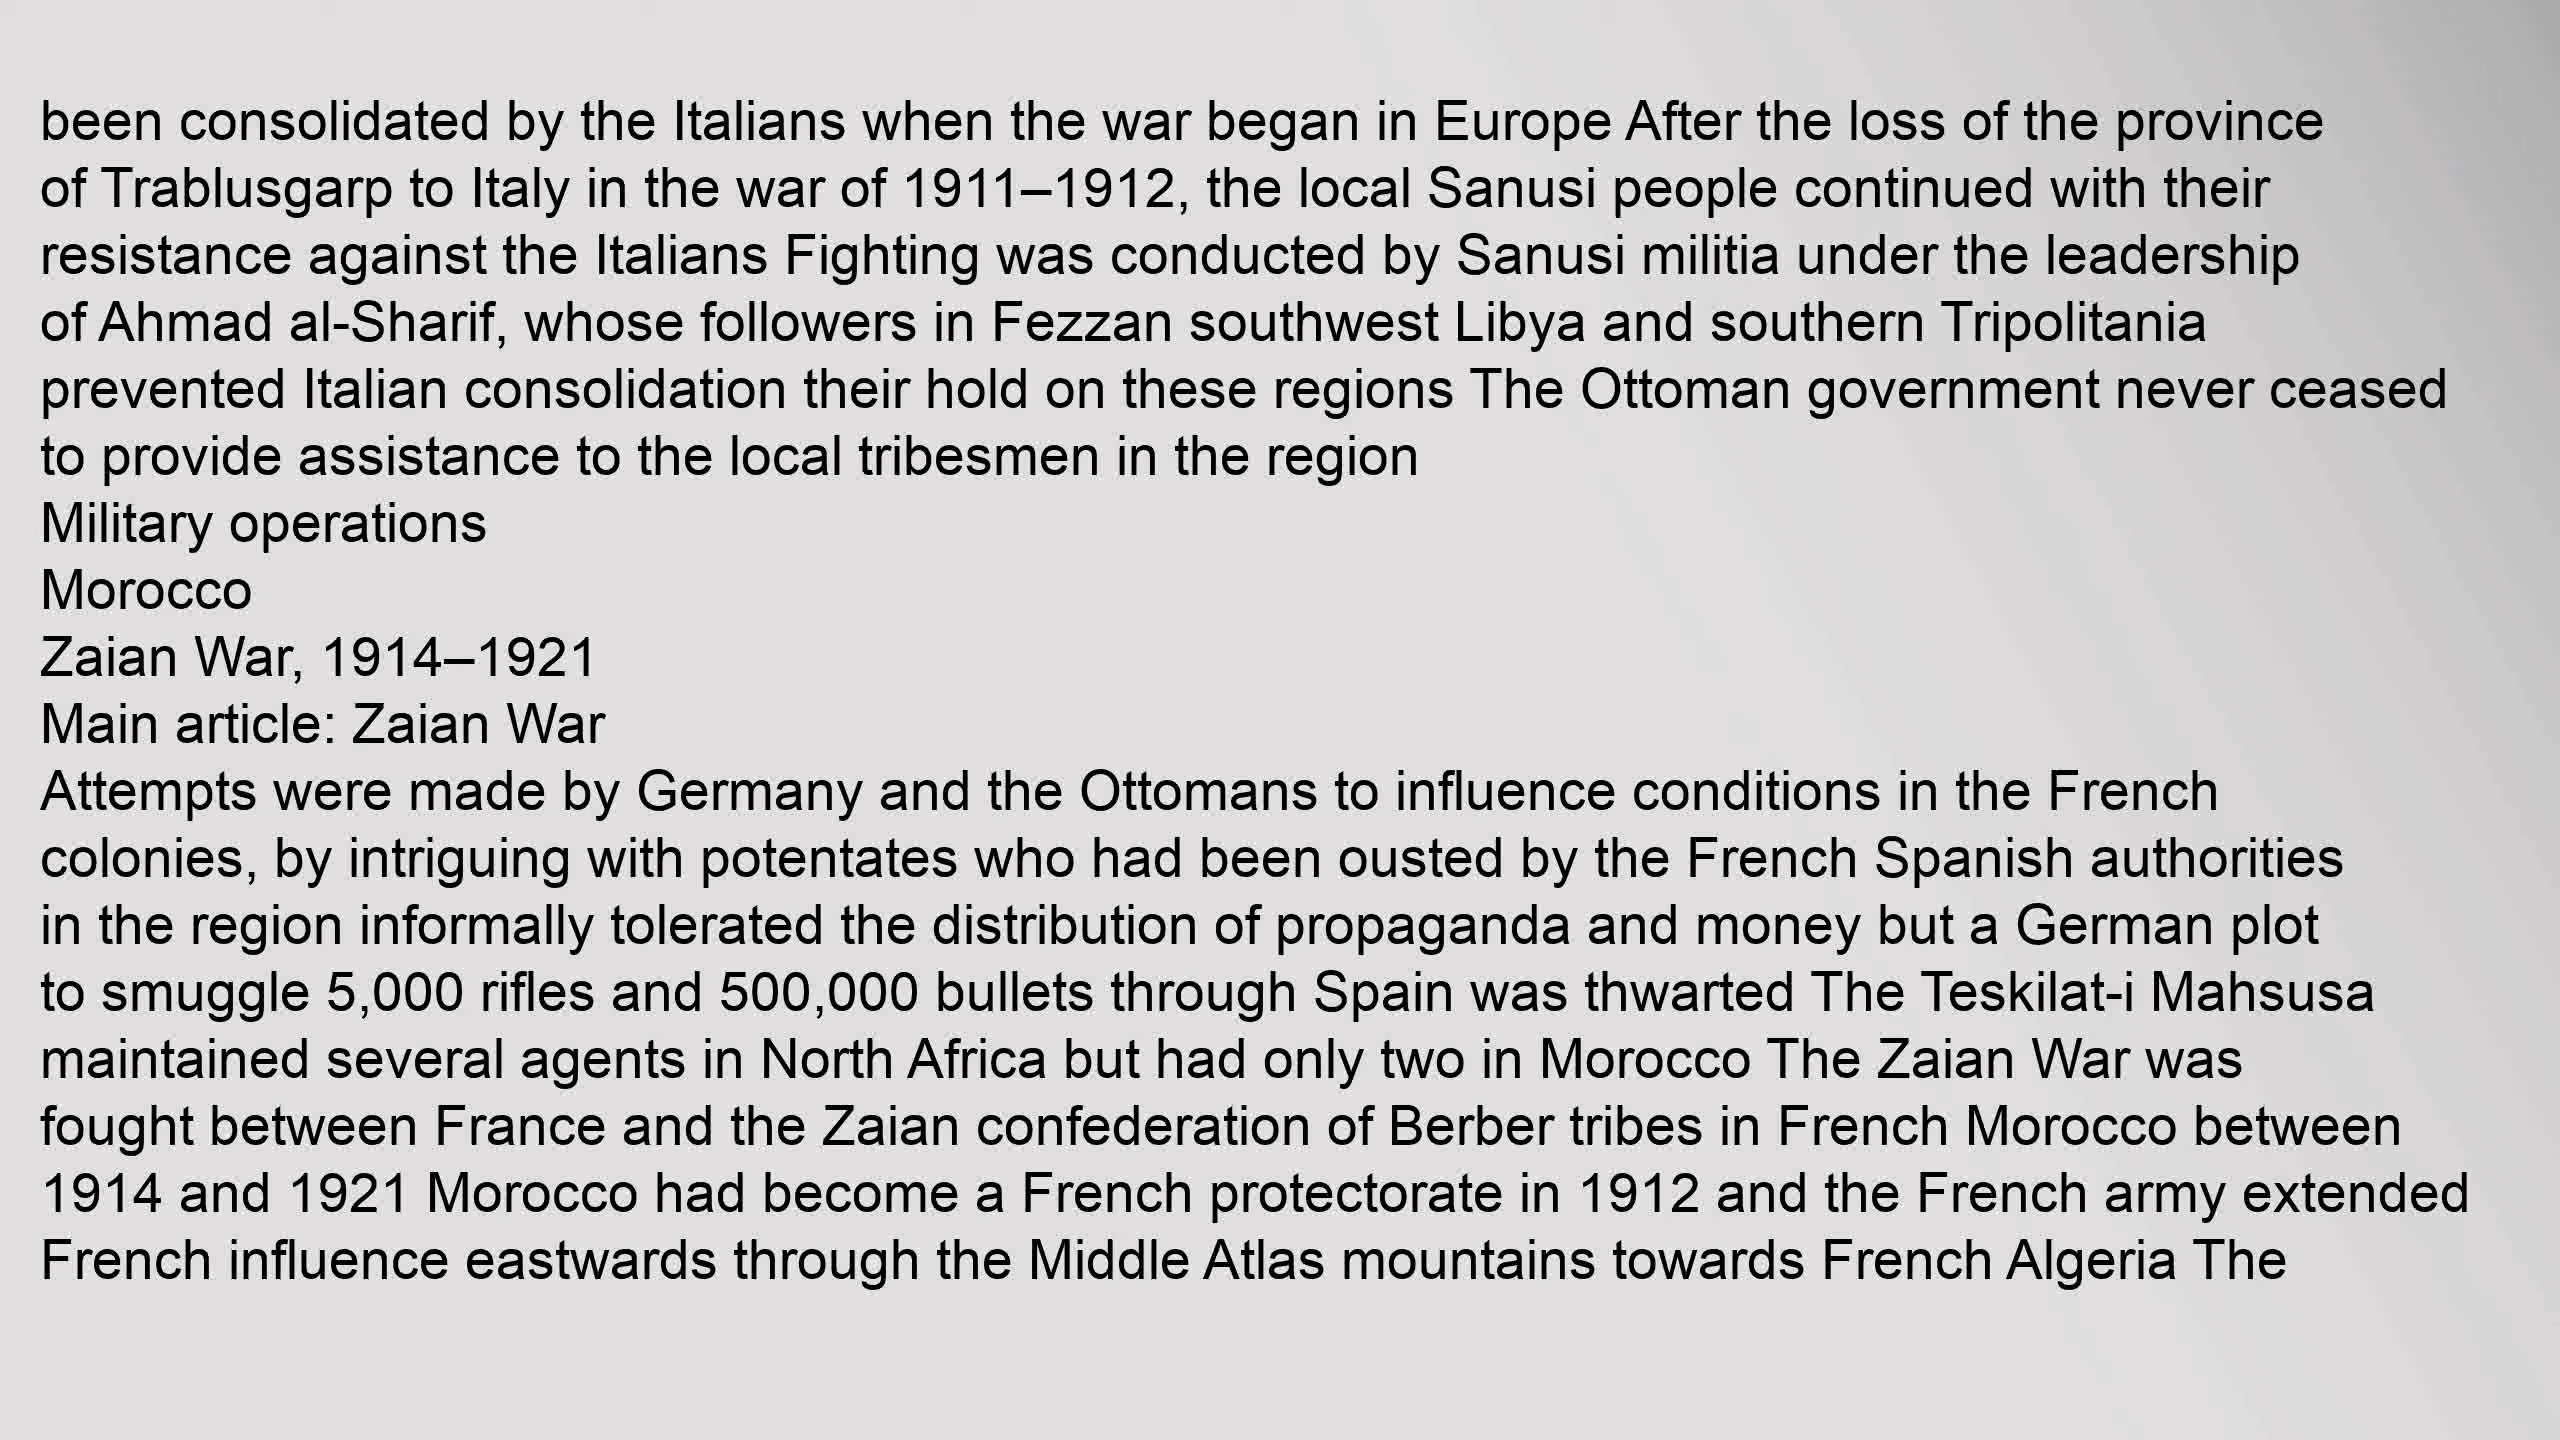 been consolidated by the Italians when the war began in Europe After the loss of the province
of Trablusgarp to Italy in the war of 1911–1912, the local Sanusi people continued with their
resistance against the Italians Fighting was conducted by Sanusi militia under the leadership
of Ahmad al-Sharif, whose followers in Fezzan southwest Libya and southern Tripolitania
prevented Italian consolidation their hold on these regions The Ottoman government never ceased
to provide assistance to the local tribesmen in the region
Military operations
Morocco
Zaian War, 1914–1921
Main article: Zaian War
Attempts were made by Germany and the Ottomans to influence conditions in the French
colonies, by intriguing with potentates who had been ousted by the French Spanish authorities
in the region informally tolerated the distribution of propaganda and money but a German plot
to smuggle 5,000 rifles and 500,000 bullets through Spain was thwarted The Teskilat-i Mahsusa
maintained several agents in North Africa but had only two in Morocco The Zaian War was
fought between France and the Zaian confederation of Berber tribes in French Morocco between
1914 and 1921 Morocco had become a French protectorate in 1912 and the French army extended
French influence eastwards through the Middle Atlas mountains towards French Algeria The